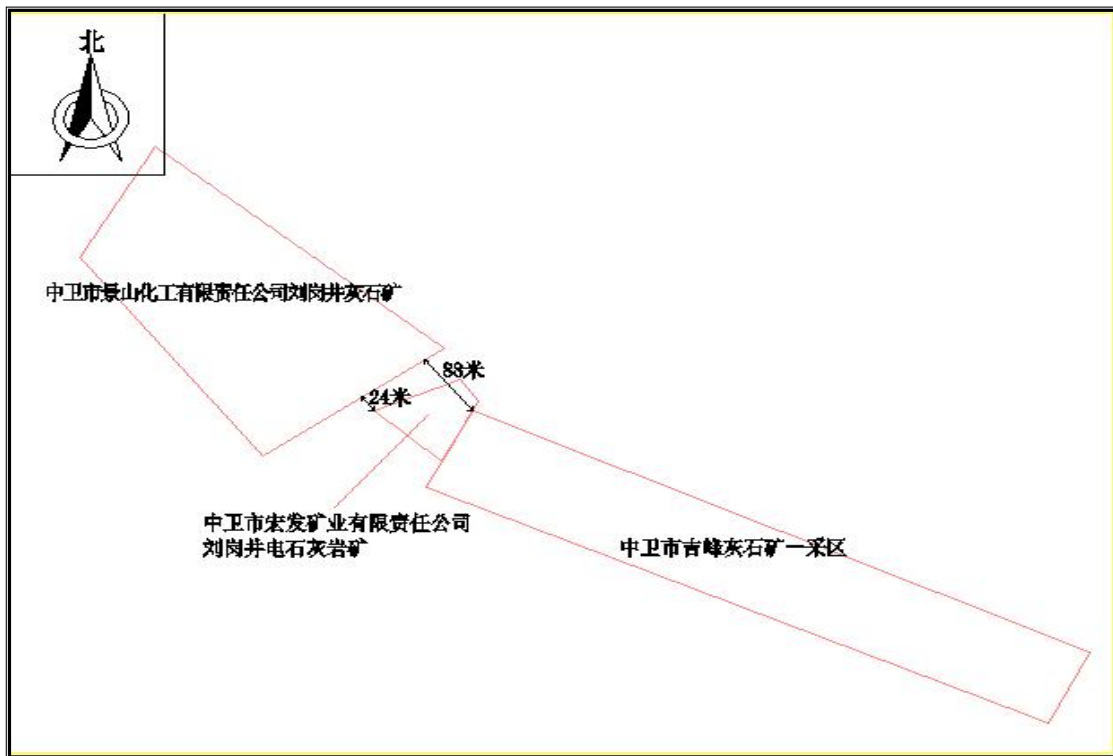 北
中卫市景山化工有限责任公司刘岗井灰石矿
88米
24米
中卫市宏发矿业有限责任公司
刘岗井电石灰岩矿
中卫市吉峰灰石矿一采区